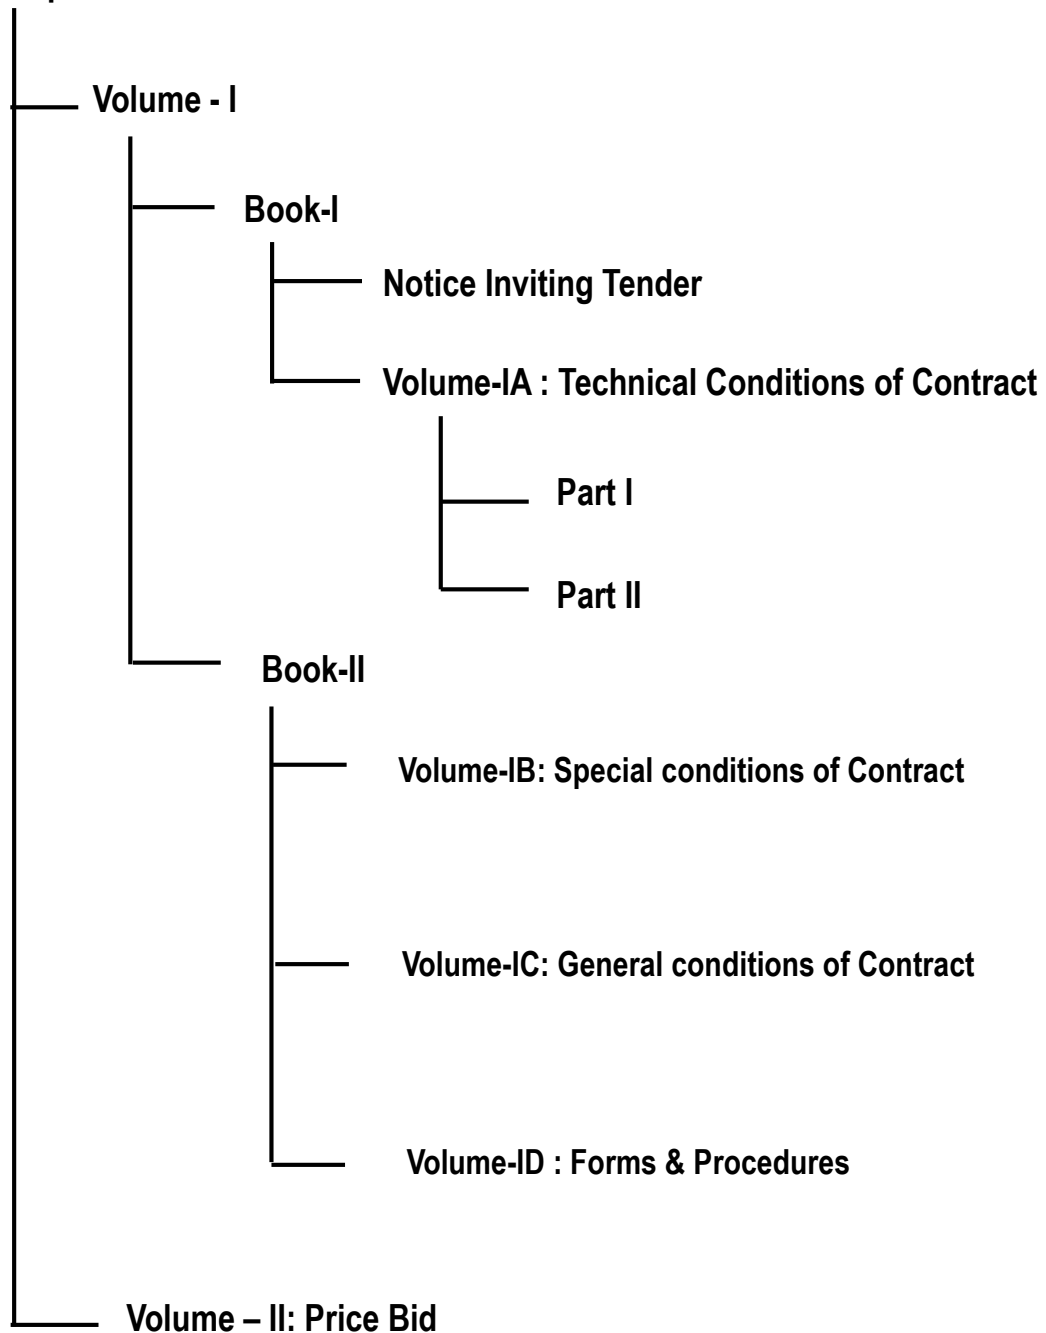 Volume - I
Book-I
Notice Inviting Tender
Volume-IA : Technical Conditions of Contract
Part I
Part II
Book-II
Volume-IB: Special conditions of Contract
Volume-IC: General conditions of Contract
Volume-ID : Forms & Procedures
Volume – II: Price Bid